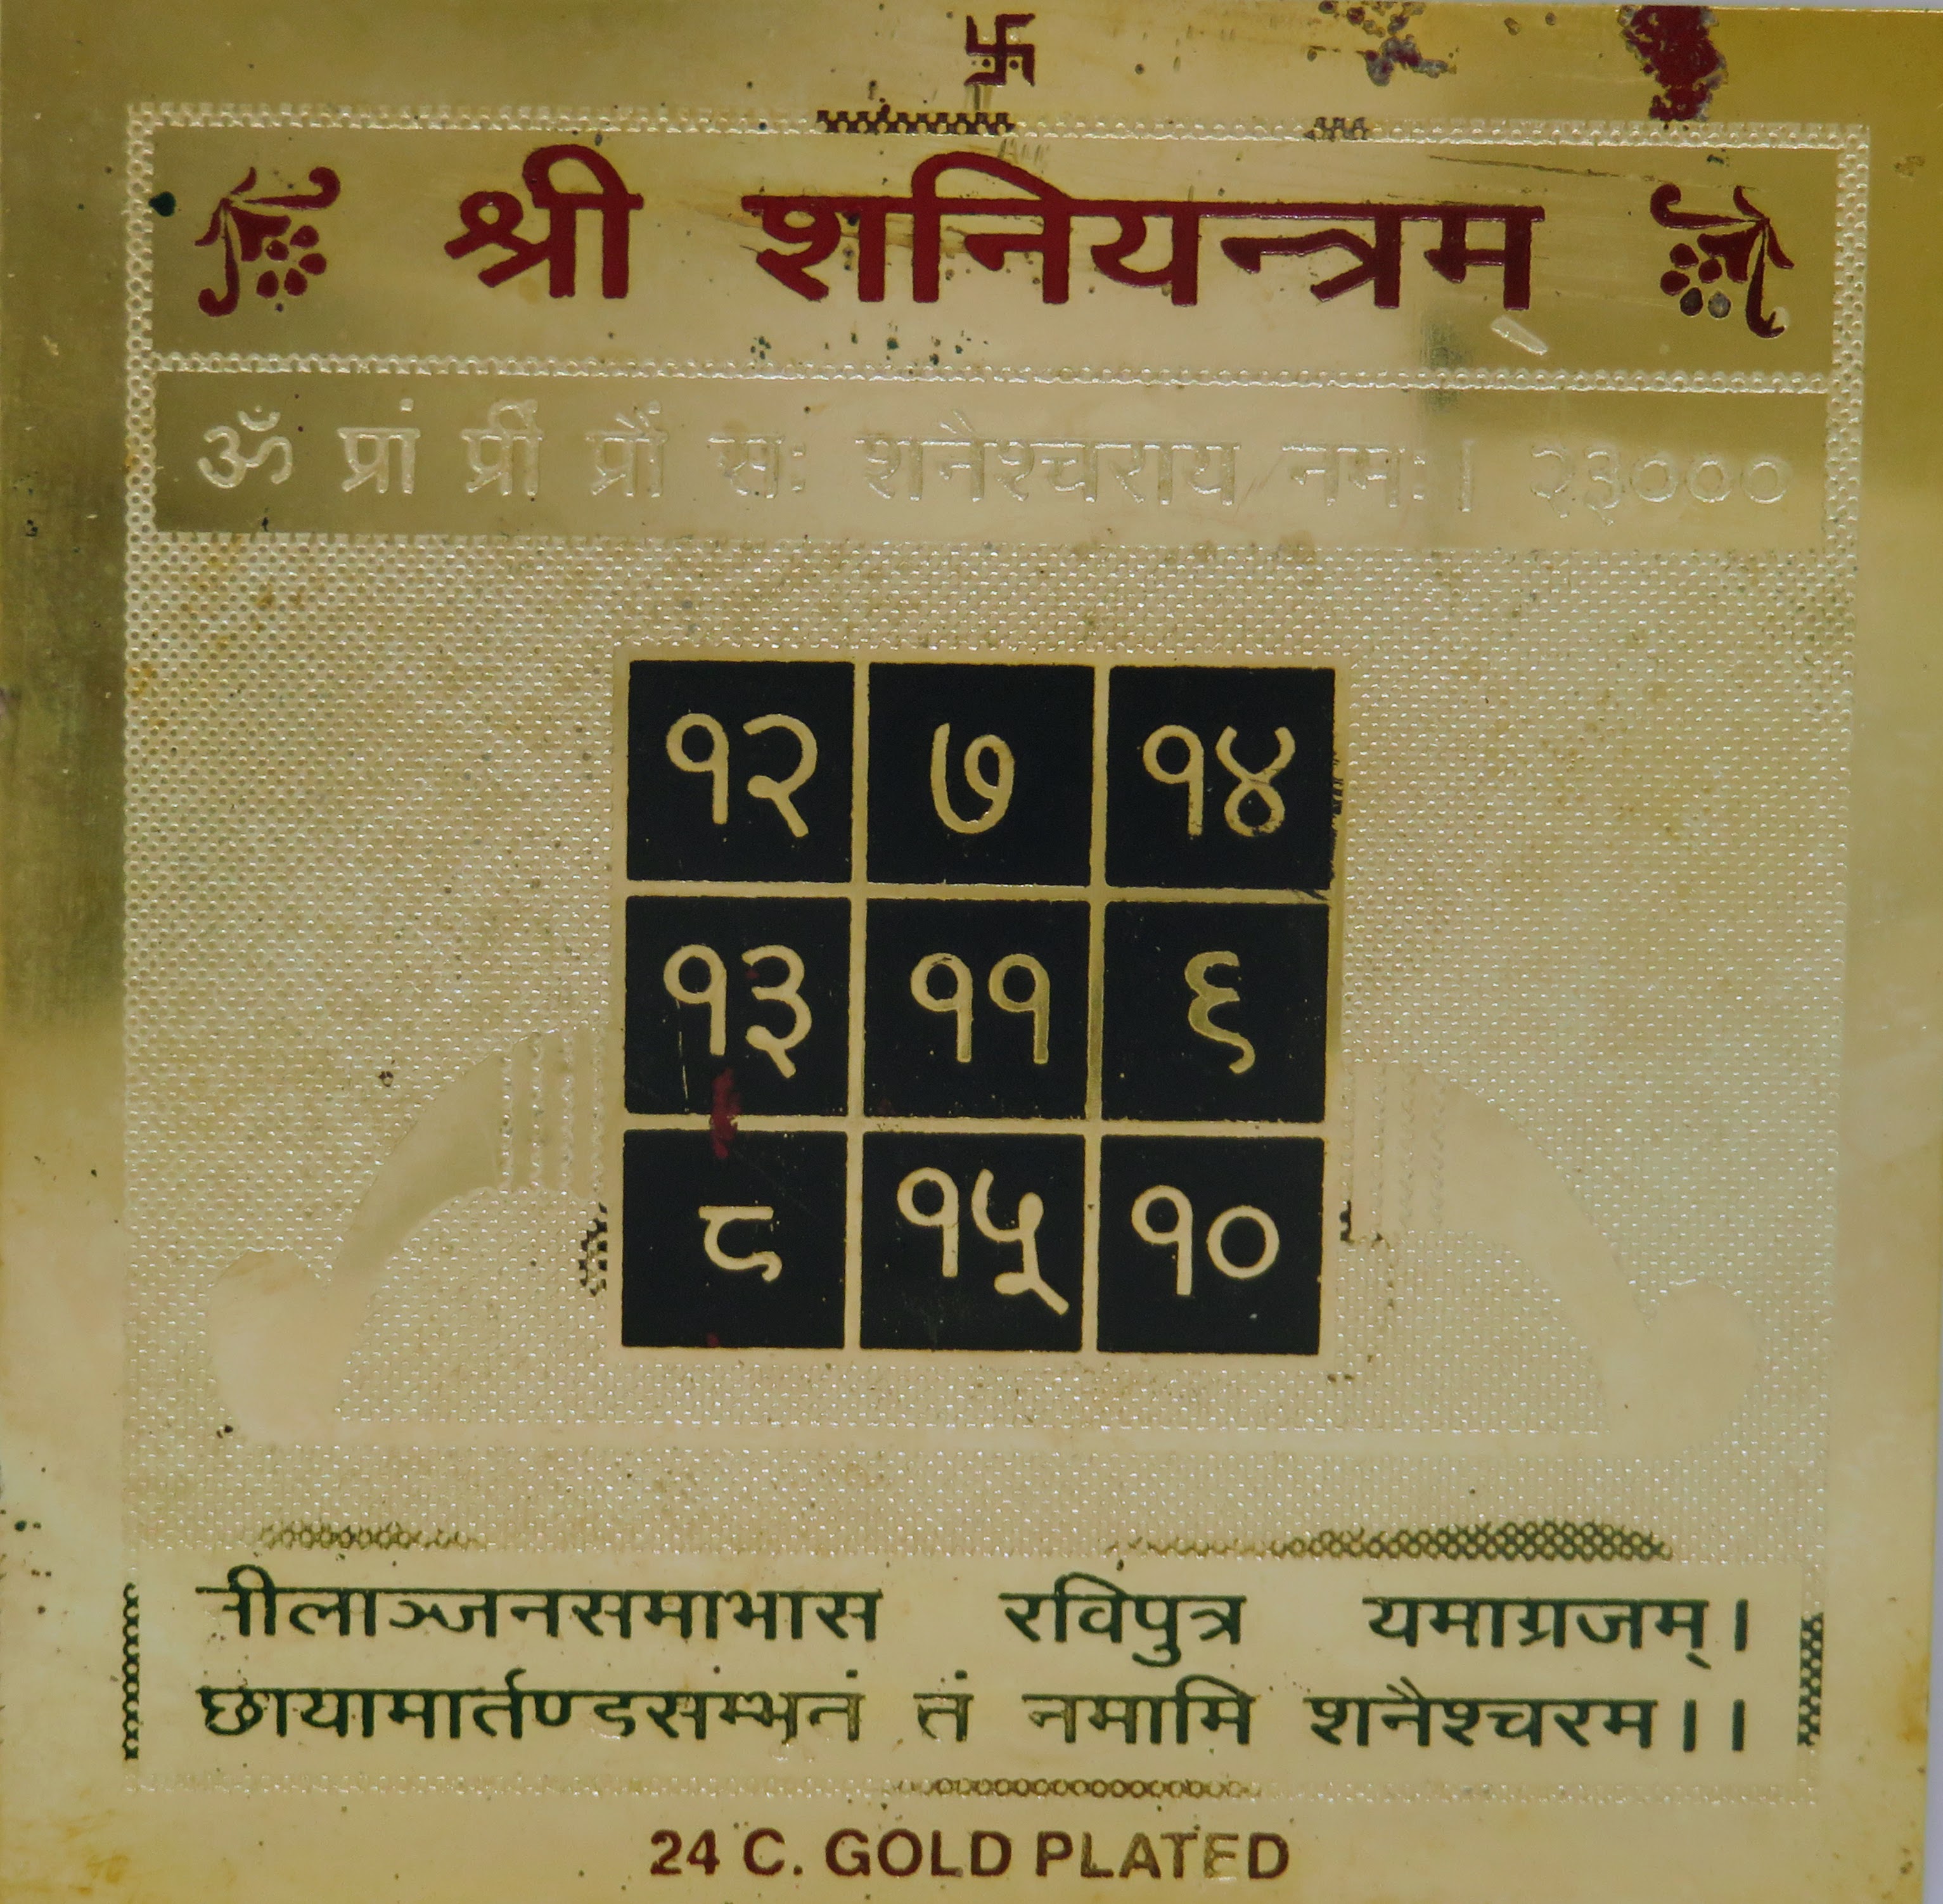 श्री शनियन्त्रम्
ॐ प्रां प्रीं प्रौं सः शनैश्चराय नमः। २३०००
१२ ७ १४
१३ ११ ६
८ १५ १०
नीलाञ्जनसमाभास रविपुत्र यमाग्रजम्।
छायामार्तण्डसम्भूतं तं नमामि शनैश्चरम।।
24 C. GOLD PLATED